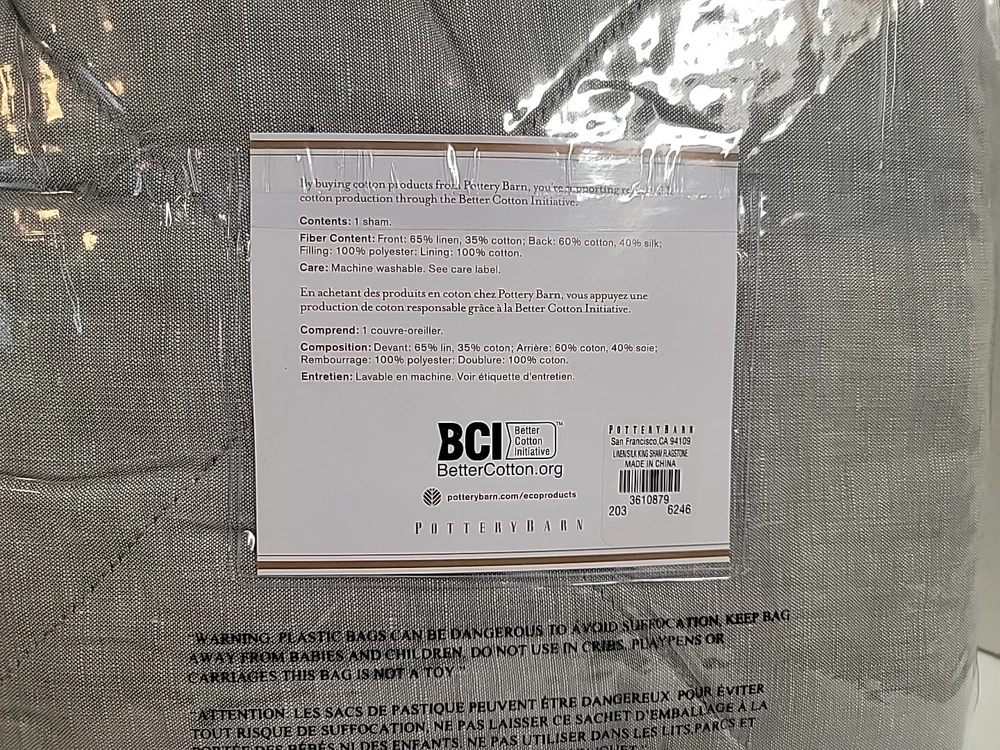 By buying cotton products from Pottery Barn, you're supporting
cotton production through the Better Cotton Initiative.
Contents: 1 sham.
Fiber Content: Front: 65% linen, 35% cotton; Back: 60% cotton, 40% silk;
Filling: 100% polyester; Lining: 100% cotton.
Care: Machine washable. See care label.
En achetant des produits en coton chez Pottery Barn, vous appuyez une
production de coton responsable grâce à la Better Cotton Initiative.
Comprend: 1 couvre-oreiller.
Composition: Devant: 65% lin, 35% coton; Arrière: 60% coton, 40% soie;
Rembourrage: 100% polyester; Doublure: 100% coton.
Entretien: Lavable en machine. Voir étiquette d'entretien.
BCI Better
Cotton
Initiative™
BetterCotton.org
potterybarn.com/ecoproducts
POTTERY BARN
POTTERY BARN
San Francisco, CA 94109
LINEN/SILK KING SHAM FLAGSTONE
MADE IN CHINA
3610879
203 6246
"WARNING: PLASTIC BAGS CAN BE DANGEROUS TO AVOID SUFFOCATION, KEEP BAG
AWAY FROM BABIES AND CHILDREN. DO NOT USE IN CRIBS, PLAYPENS OR
CARRIAGES THIS BAG IS NOT A TOY"
"ATTENTION: LES SACS DE PASTIQUE PEUVENT ÊTRE DANGEREUX. POUR ÉVITER
TOUT RISQUE DE SUFFOCATION, NE PAS LAISSER CE SACHET D'EMBALLAGE A LA
PORTÉE DES BÉBÉS NI DES ENFANTS, NE PAS UTILISER DANS LES LITS, PARCS ET